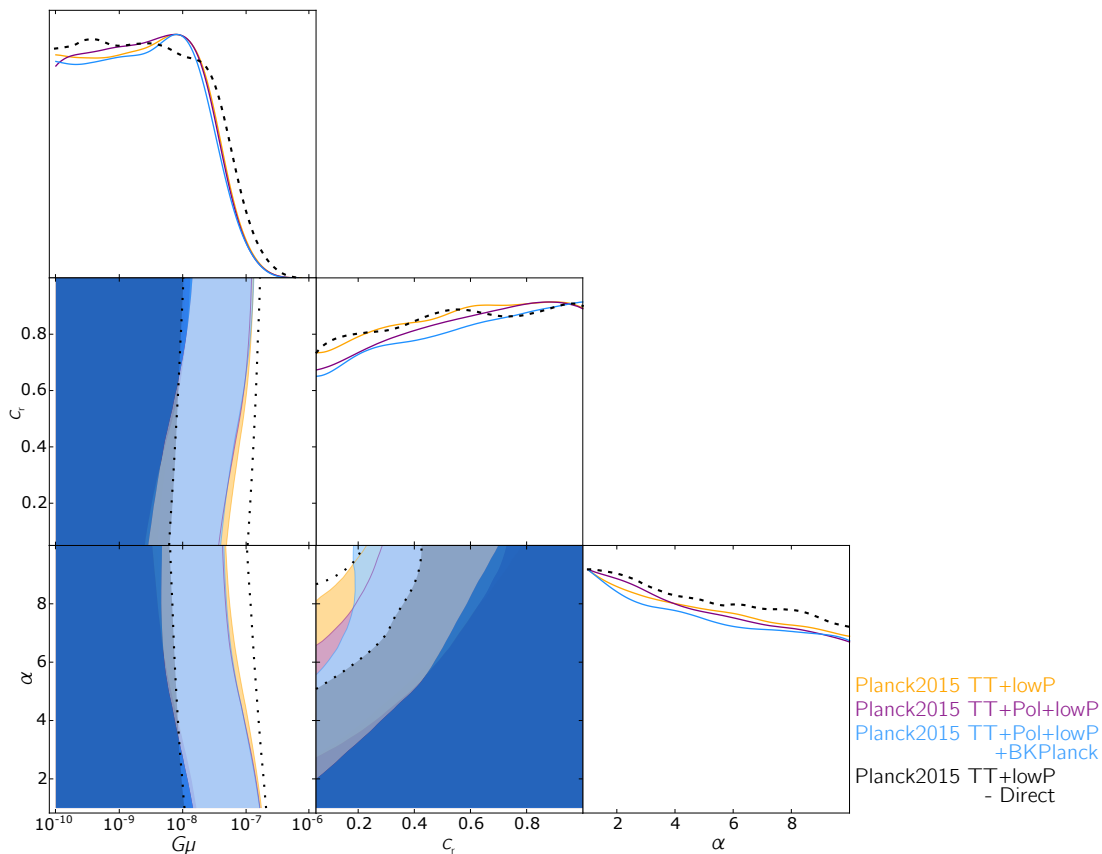 0.8
0.6
0.4
0.2
c_r
8
6
4
2
α
10^-10
10^-9
10^-8
10^-7
10^-6
Gμ
0.2
0.4
0.6
0.8
c_r
2
4
6
8
α
Planck2015 TT+lowP
Planck2015 TT+Pol+lowP
Planck2015 TT+Pol+lowP
+BKPlanck
Planck2015 TT+lowP
- Direct